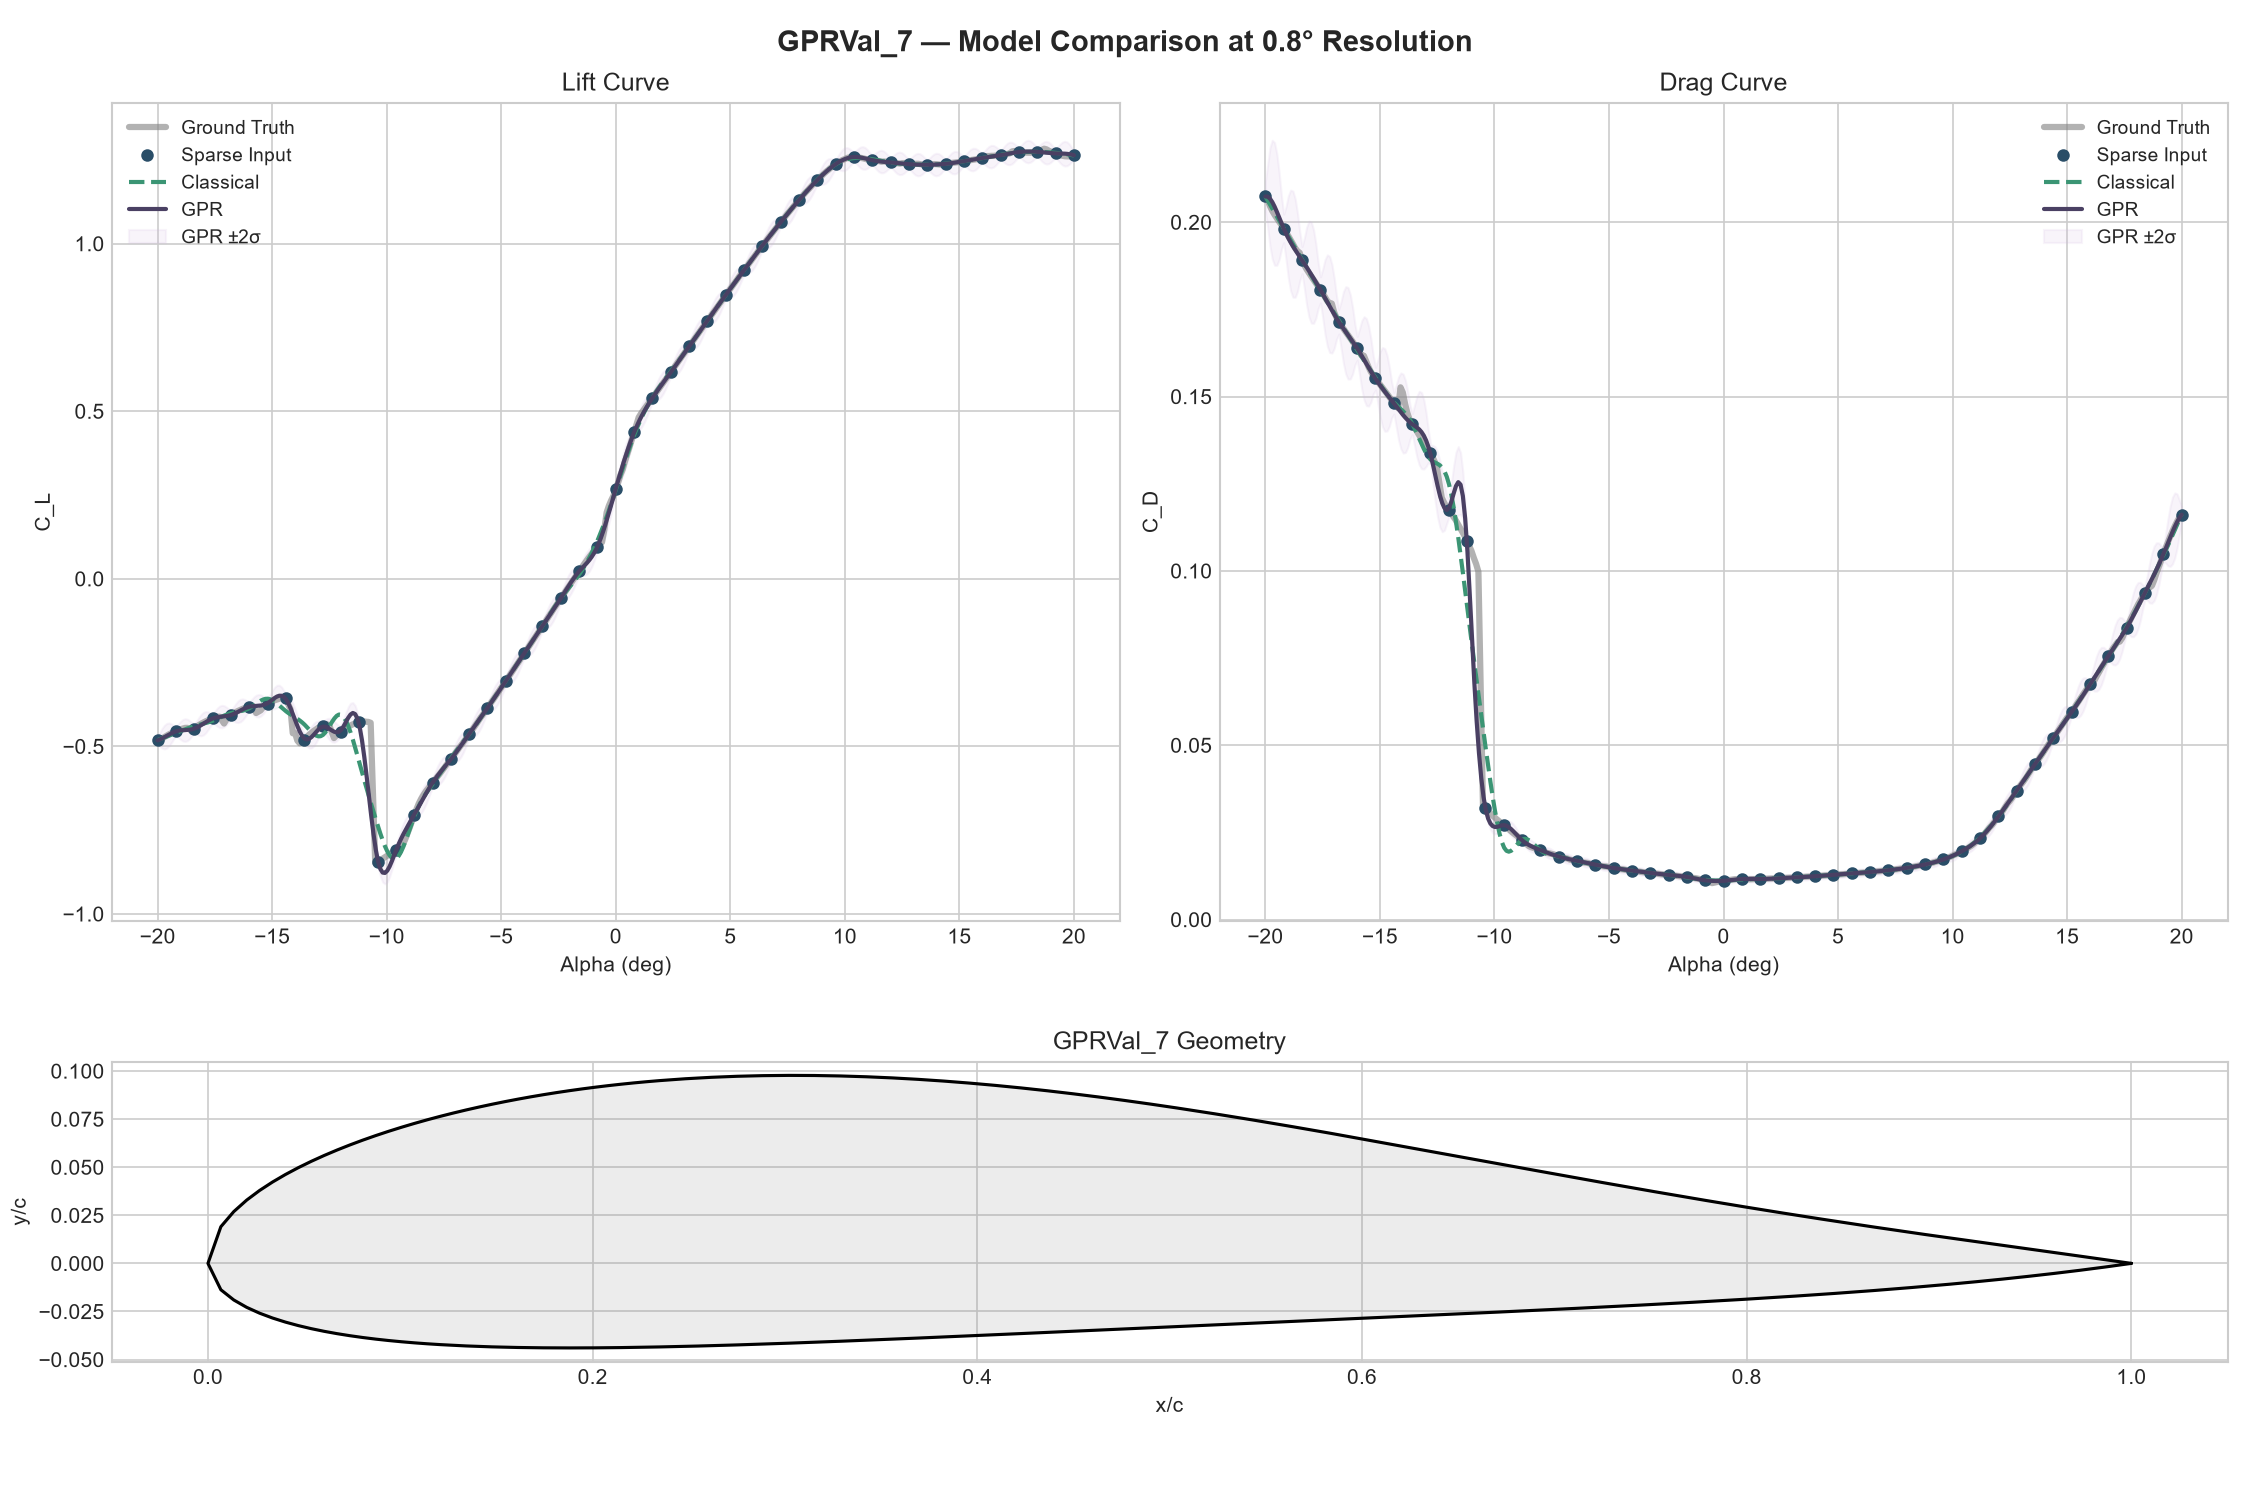 GPRVal_7 — Model Comparison at 0.8° Resolution
Lift Curve
Ground Truth
Sparse Input
Classical
GPR
GPR ±2σ
1.0
0.5
0.0
−0.5
−1.0
C_L
−20 −15 −10 −5 0 5 10 15 20
Alpha (deg)
Drag Curve
Ground Truth
Sparse Input
Classical
GPR
GPR ±2σ
0.20
0.15
0.10
0.05
0.00
C_D
−20 −15 −10 −5 0 5 10 15 20
Alpha (deg)
GPRVal_7 Geometry
0.100
0.075
0.050
0.025
0.000
−0.025
−0.050
y/c
0.0 0.2 0.4 0.6 0.8 1.0
x/c